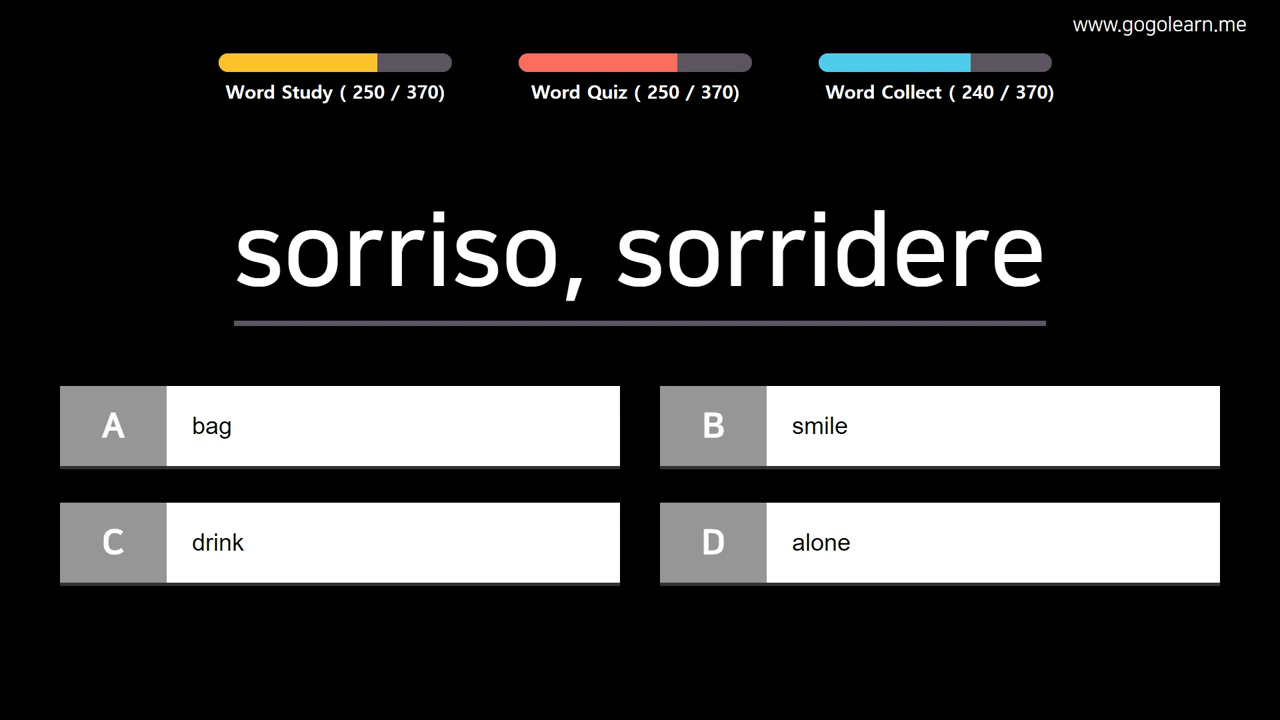 www.gogolearn.me
Word Study ( 250 / 370)
Word Quiz ( 250 / 370)
Word Collect ( 240 / 370)
sorriso, sorridere
A bag
B smile
C drink
D alone